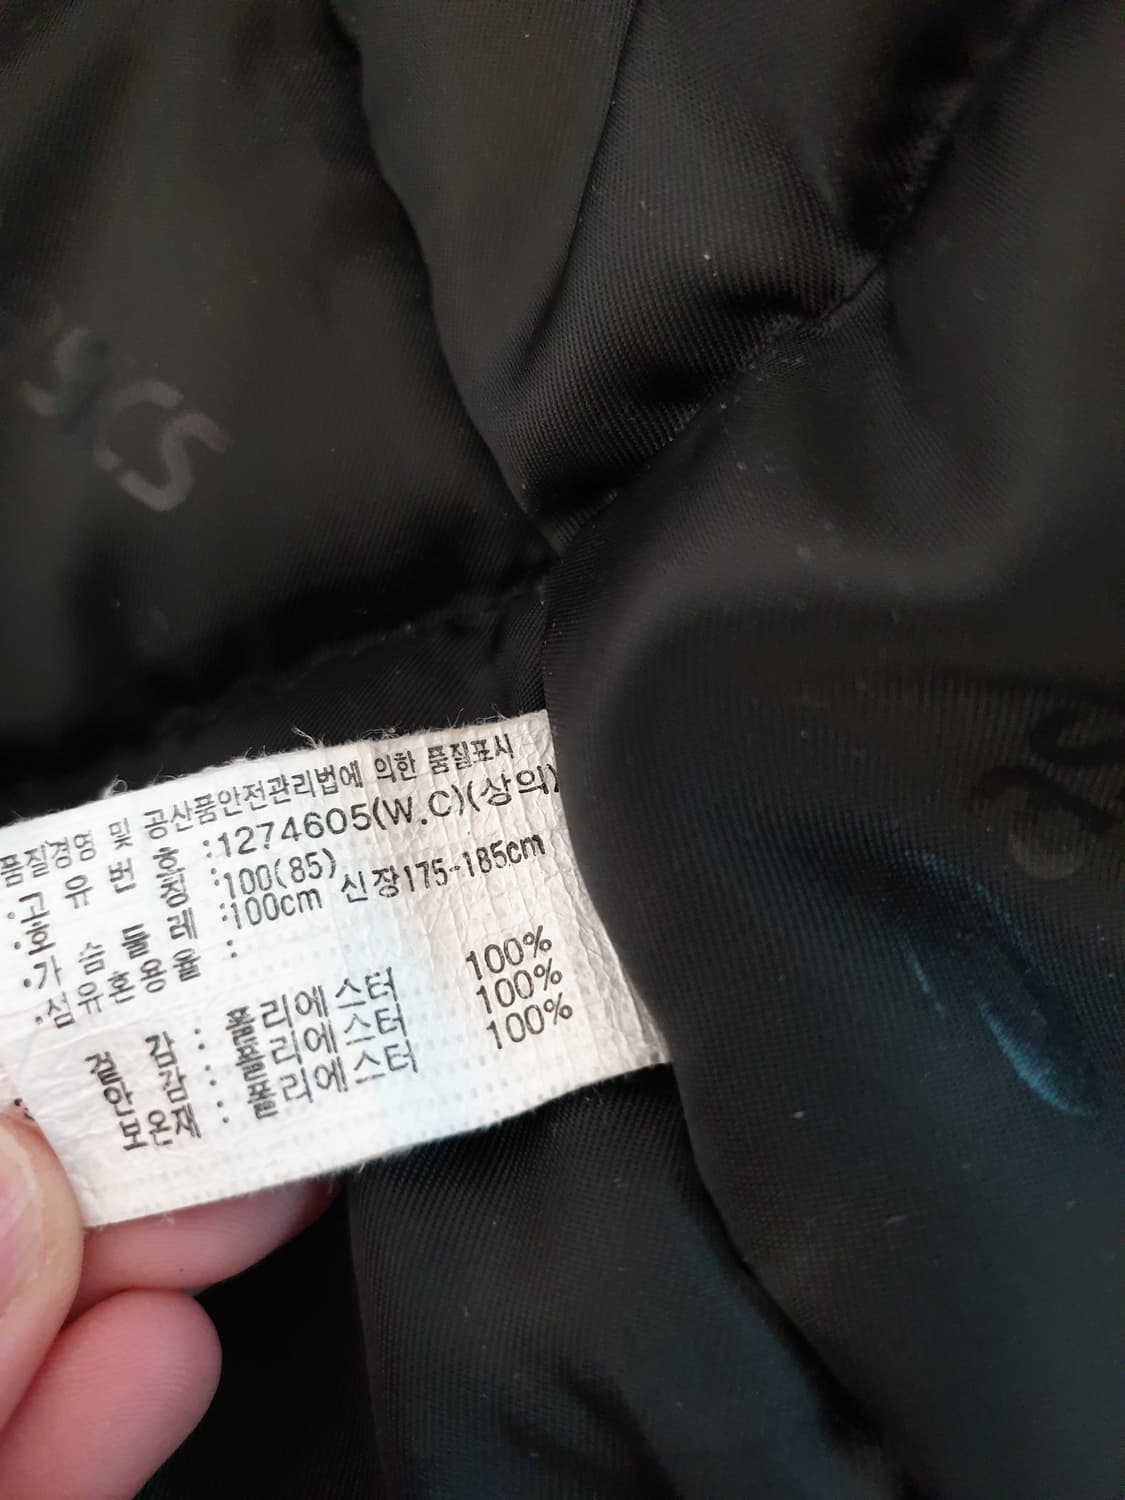 sics
품질경영 및 공산품안전관리법에 의한 품질표시
·고 유 번 호 :1274605(W.C)(상의)
·호 칭 :100(85)
·가 슴 둘 레 :100cm 신장175~185cm
·섬유혼용율 :
겉 감 : 폴리에스터 100%
안 감 : 폴리에스터 100%
보온재 : 폴리에스터 100%